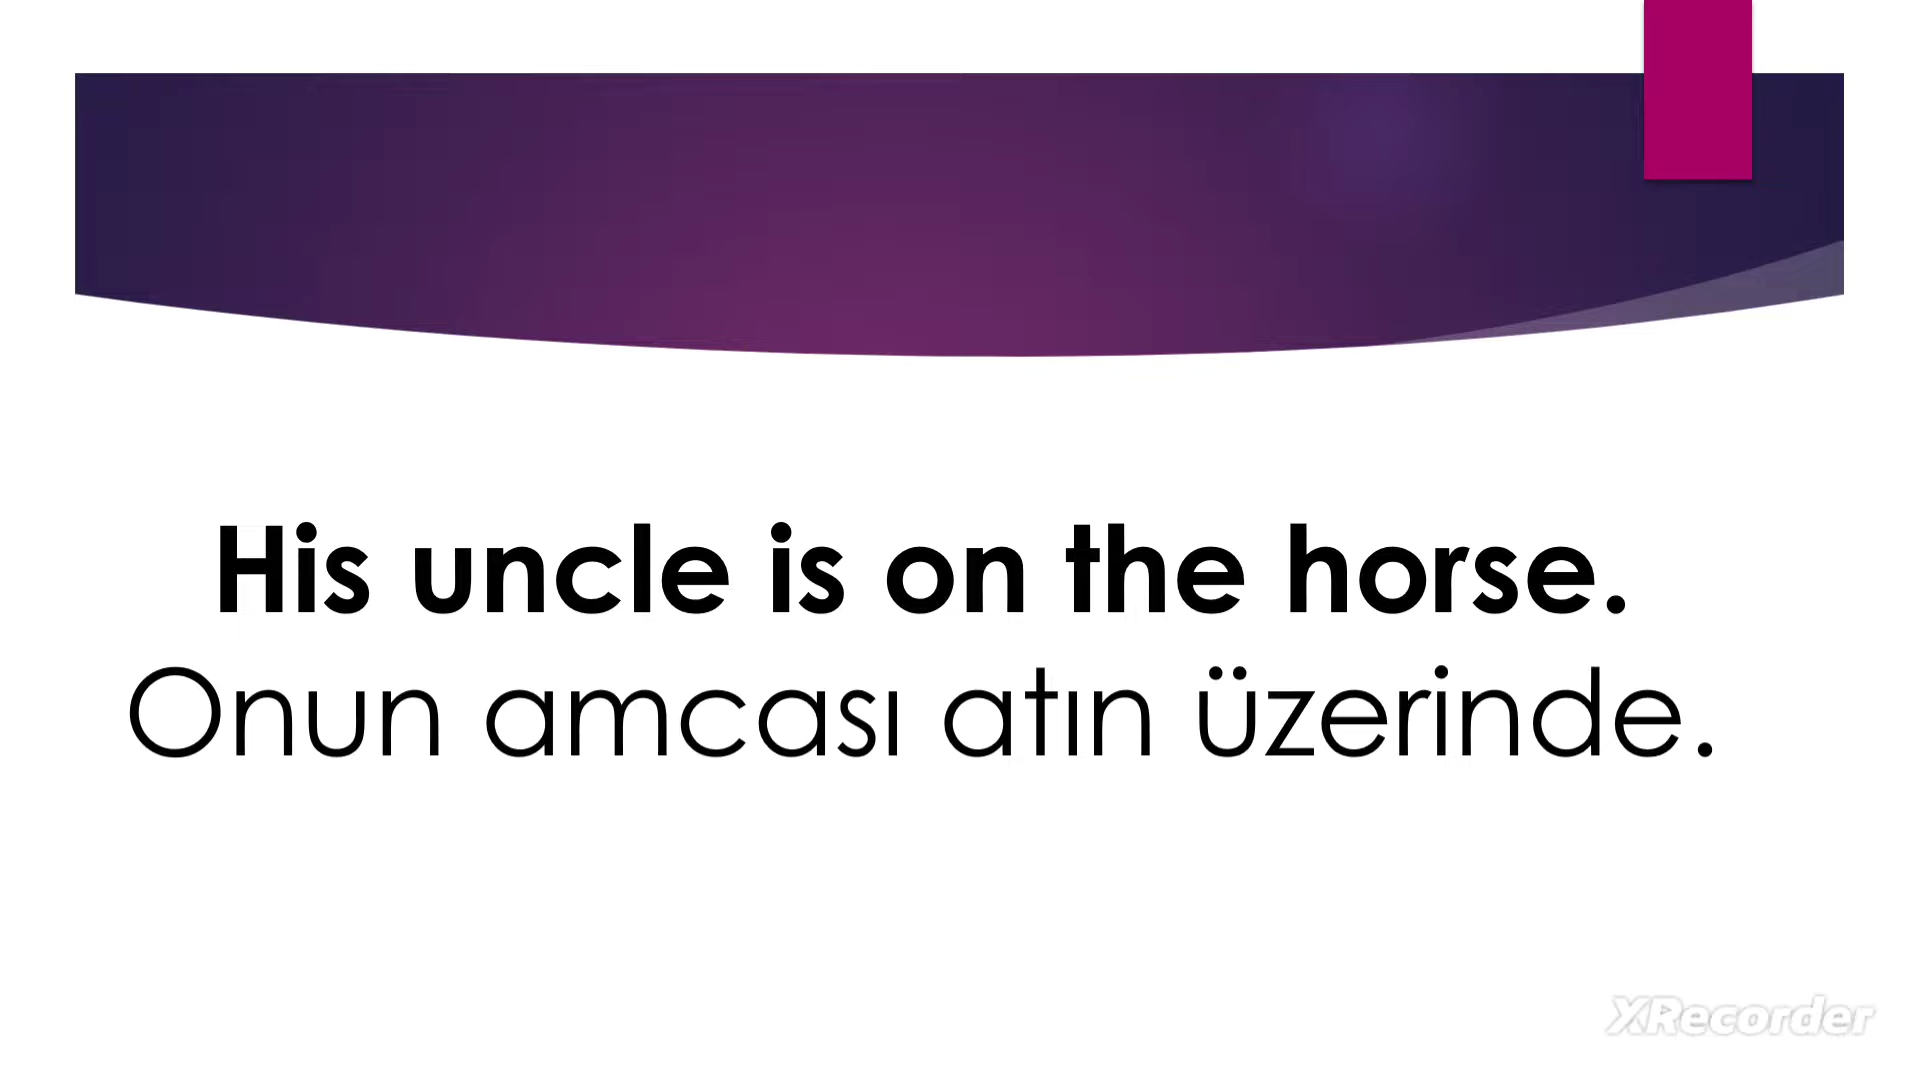 His uncle is on the horse.
Onun amcası atın üzerinde.
XRecorder